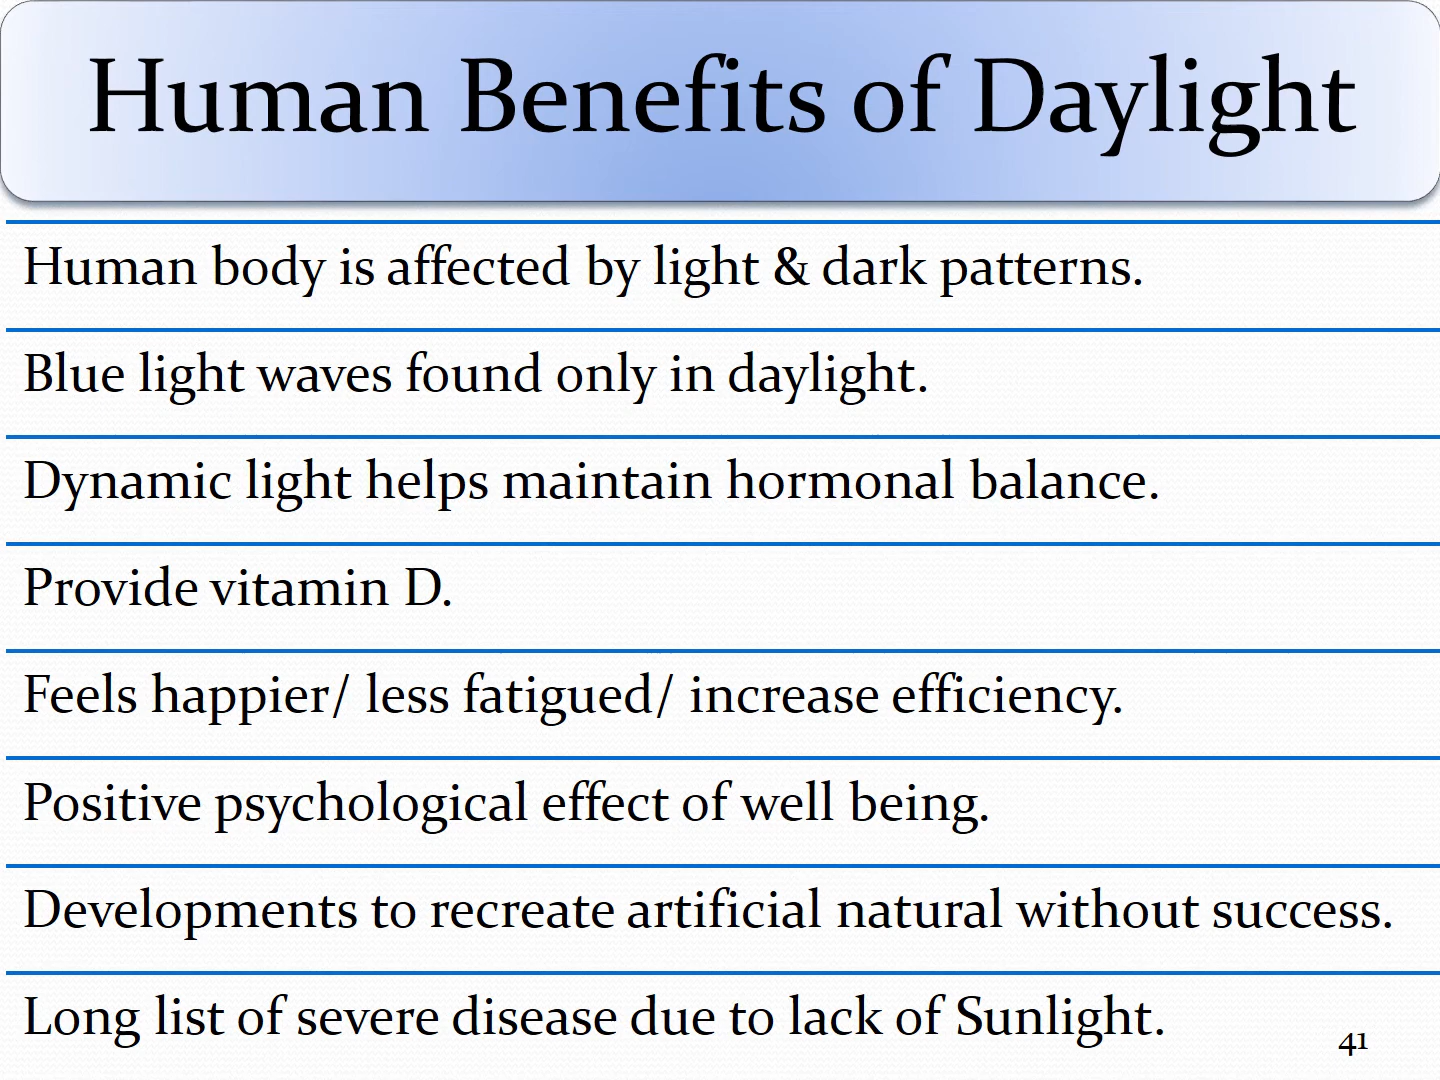 Human Benefits of Daylight
Human body is affected by light & dark patterns.
Blue light waves found only in daylight.
Dynamic light helps maintain hormonal balance.
Provide vitamin D.
Feels happier/ less fatigued/ increase efficiency.
Positive psychological effect of well being.
Developments to recreate artificial natural without success.
Long list of severe disease due to lack of Sunlight.
41